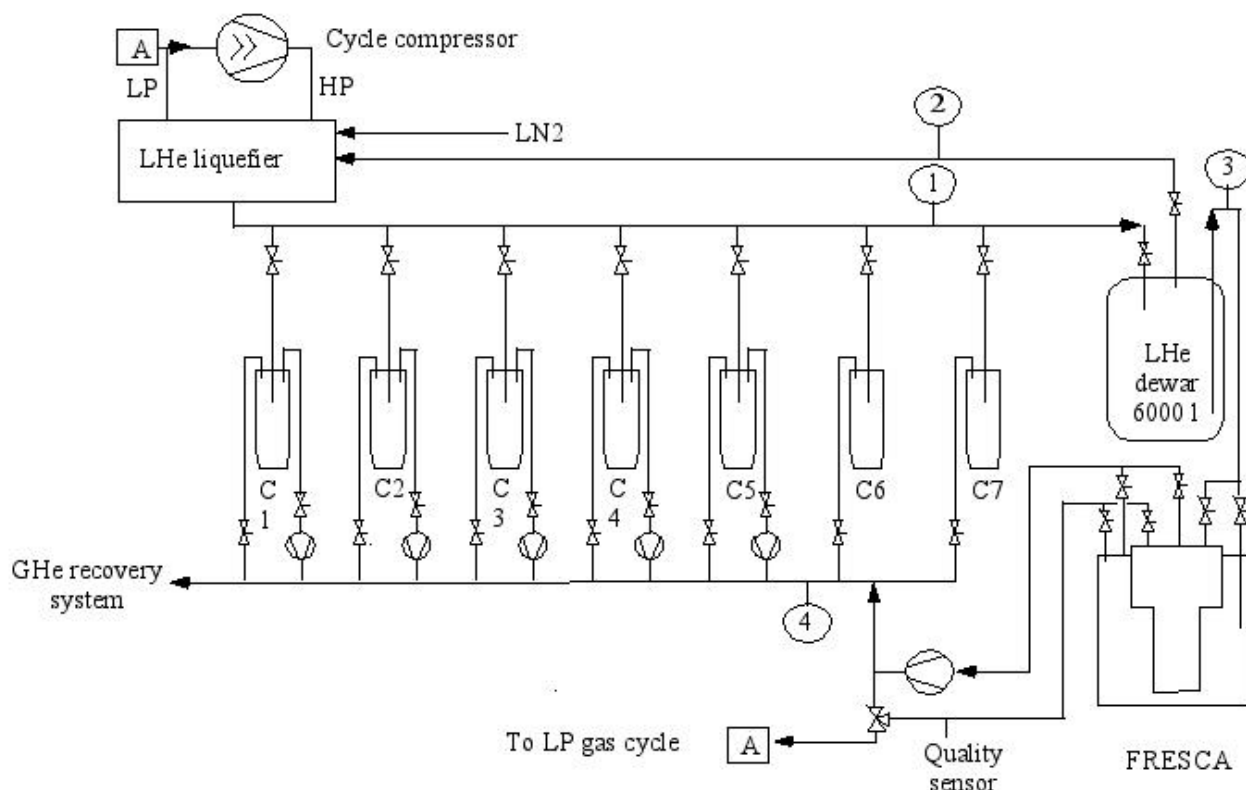 A
Cycle compressor
LP
HP
2
LN2
LHe liquefier
1
3
LHe
dewar
6000 l
C
1
C2
C
3
C
4
C5
C6
C7
GHe recovery
system
4
To LP gas cycle
A
Quality
sensor
FRESCA